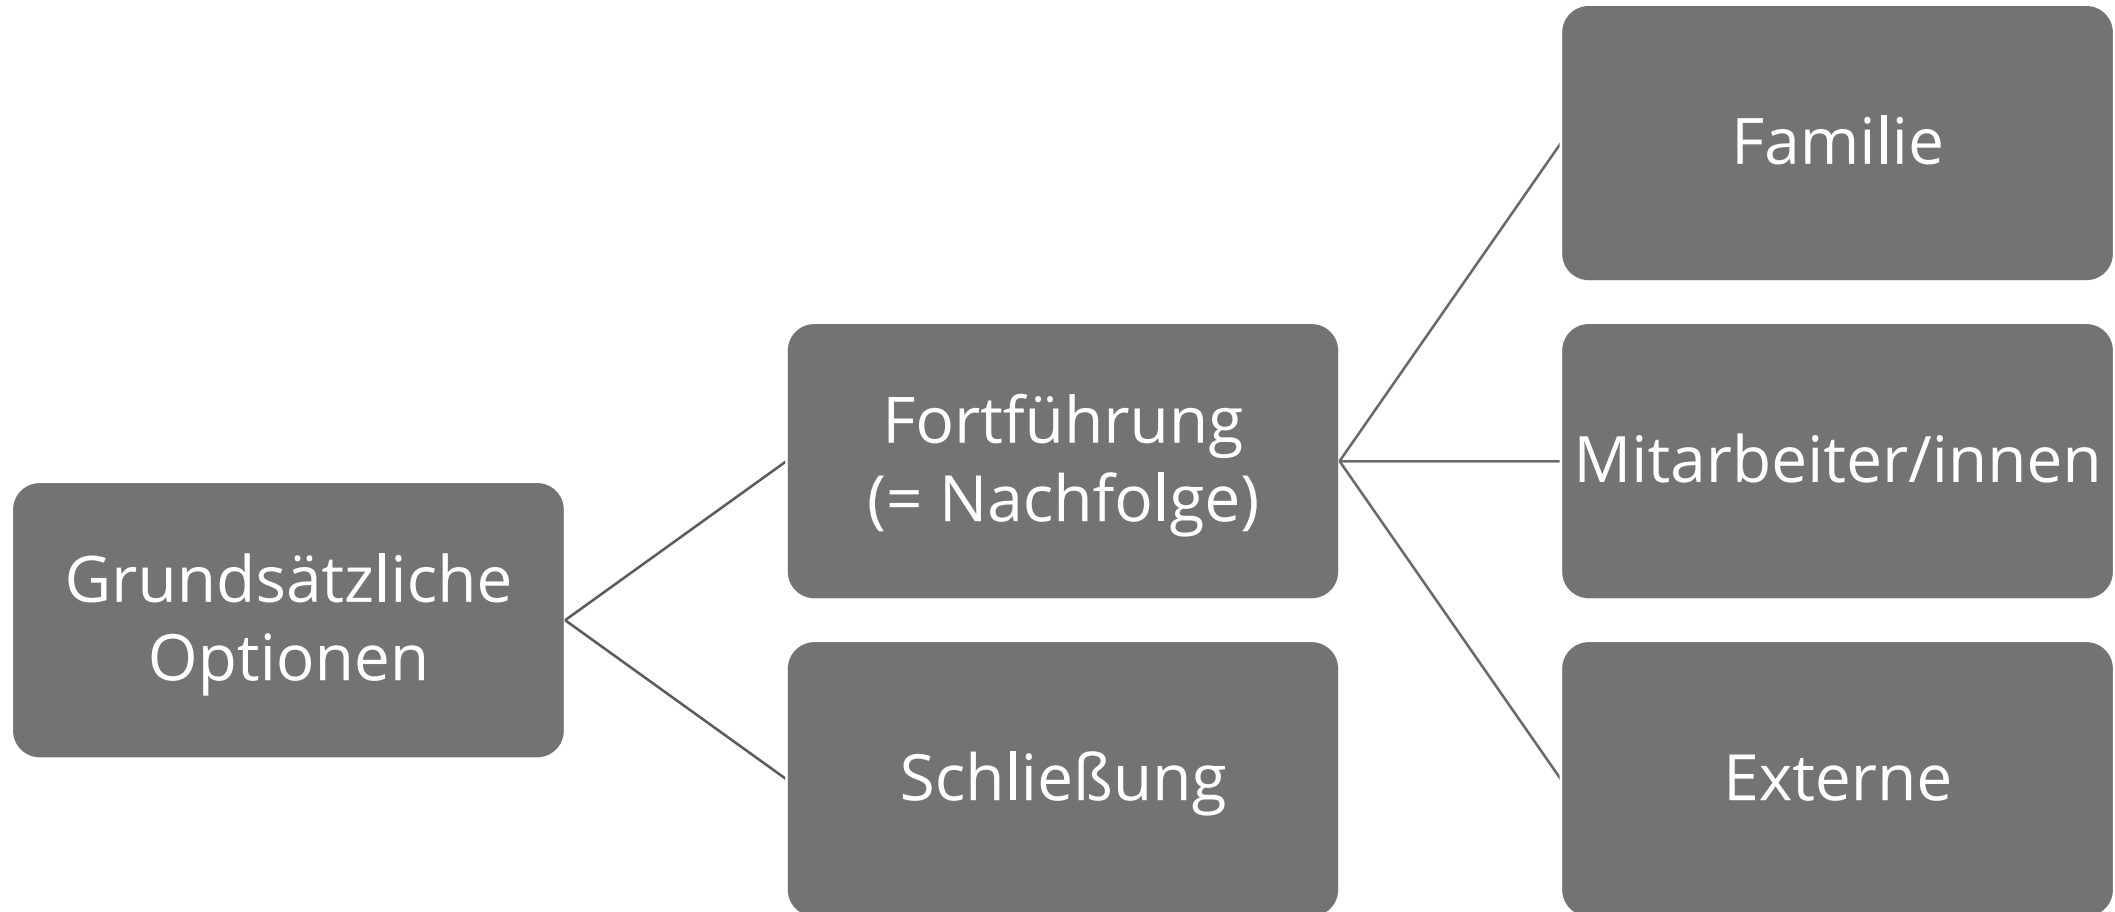 Grundsätzliche
Optionen
Fortführung
(= Nachfolge)
Schließung
Familie
Mitarbeiter/innen
Externe